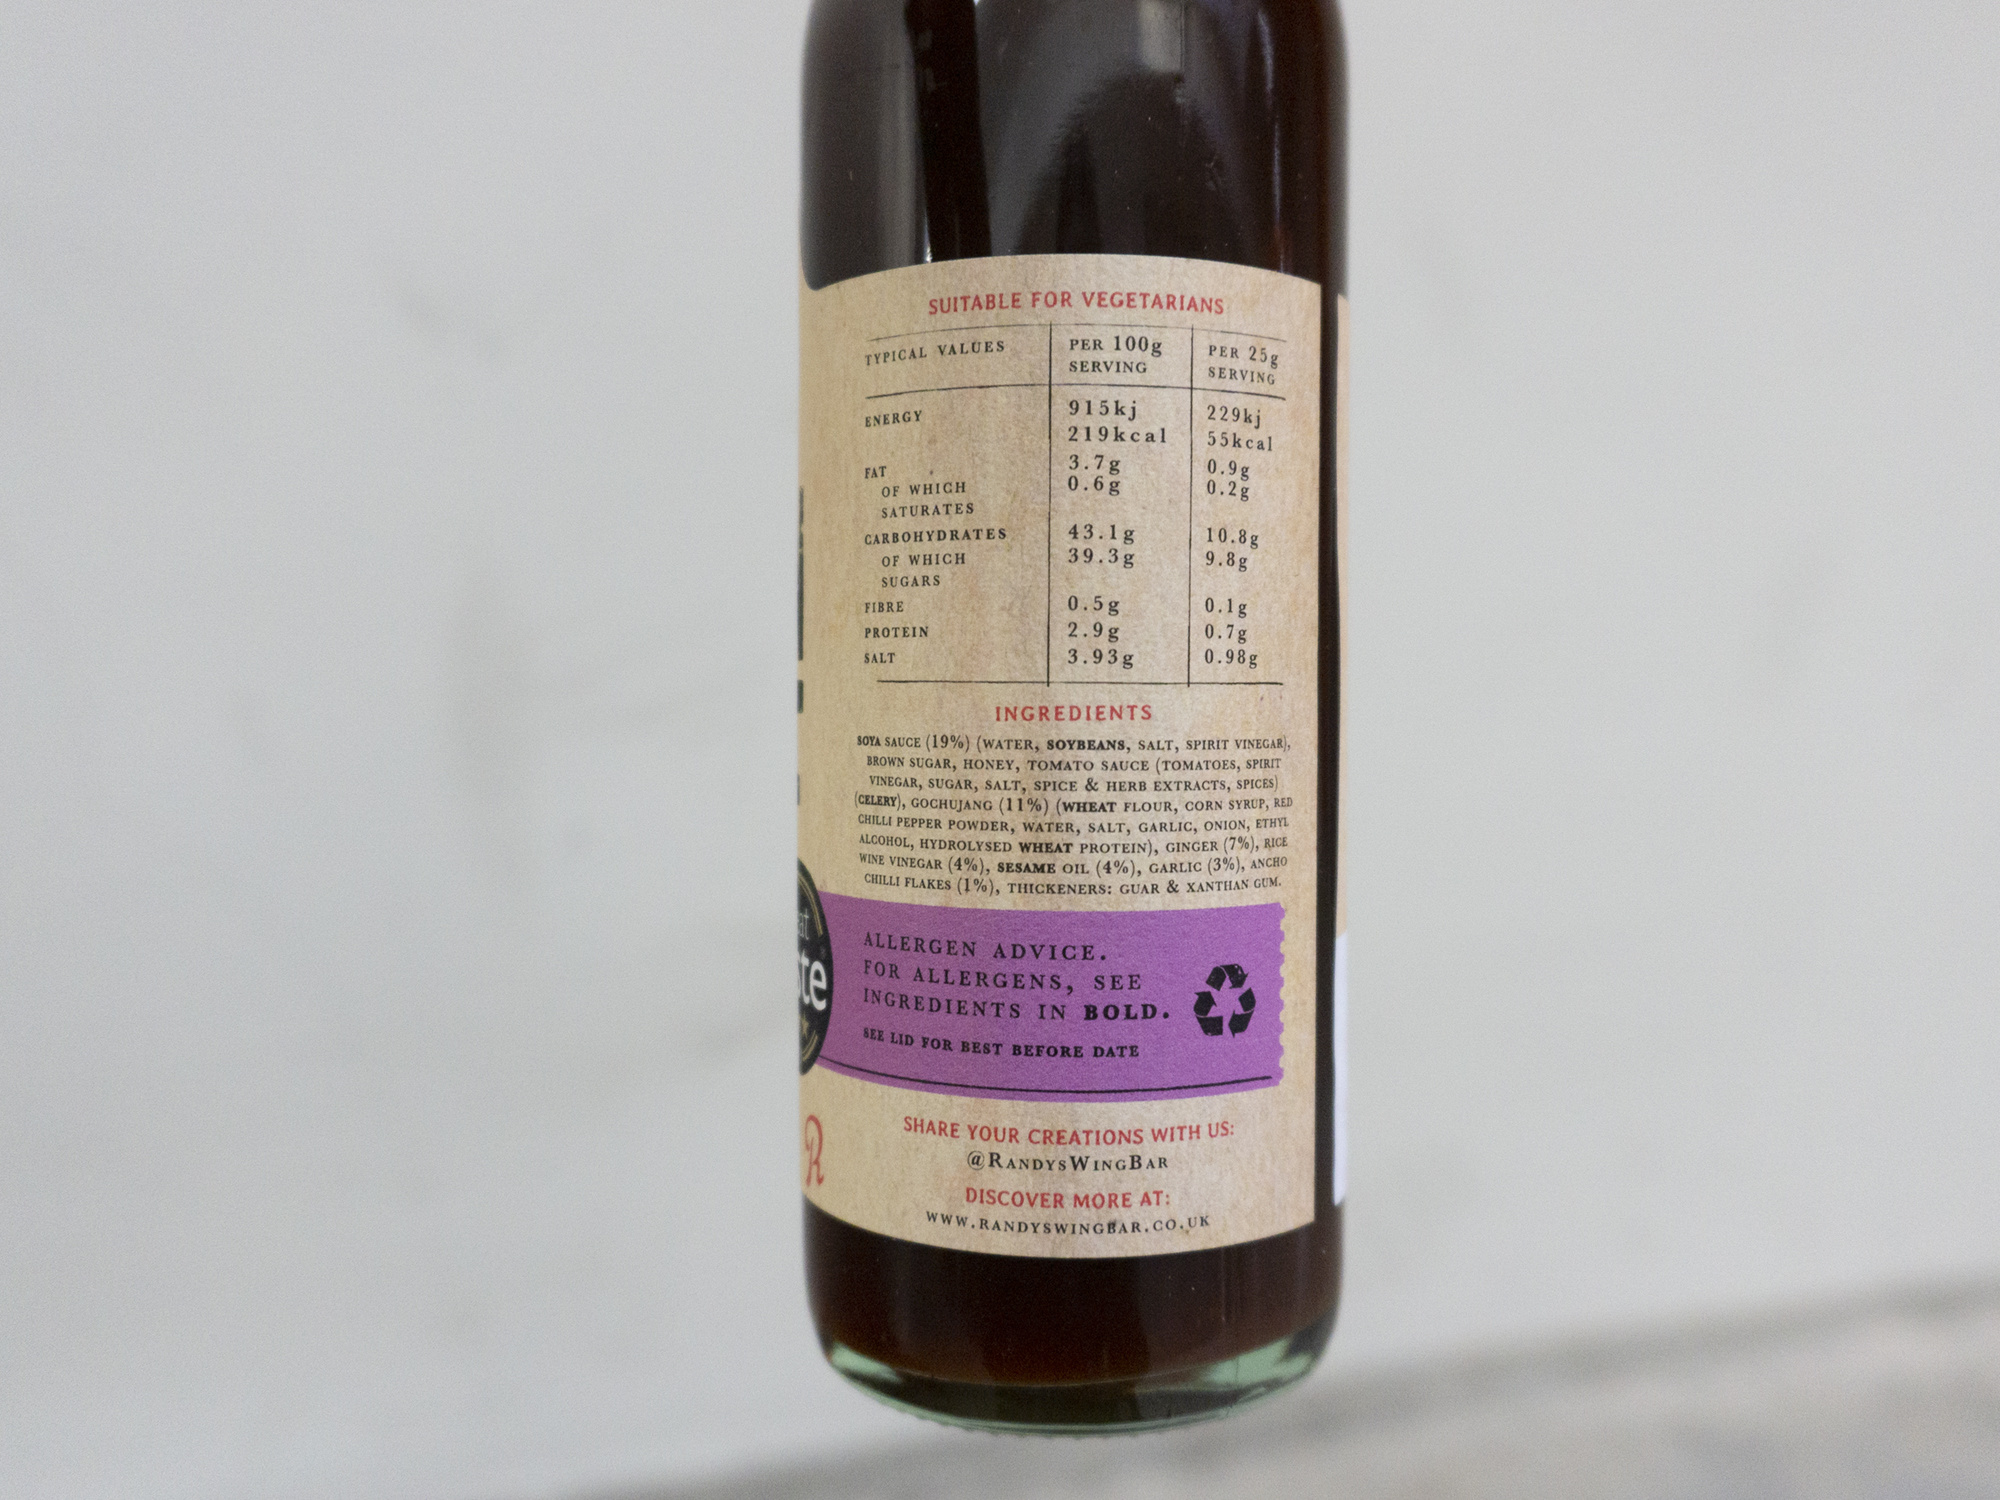 SUITABLE FOR VEGETARIANS
TYPICAL VALUES PER 100g SERVING PER 25g SERVING
ENERGY 915kj 229kj
219kcal 55kcal
FAT 3.7g 0.9g
OF WHICH SATURATES 0.6g 0.2g
CARBOHYDRATES 43.1g 10.8g
OF WHICH SUGARS 39.3g 9.8g
FIBRE 0.5g 0.1g
PROTEIN 2.9g 0.7g
SALT 3.93g 0.98g
INGREDIENTS
SOYA SAUCE (19%) (WATER, SOYBEANS, SALT, SPIRIT VINEGAR),
BROWN SUGAR, HONEY, TOMATO SAUCE (TOMATOES, SPIRIT
VINEGAR, SUGAR, SALT, SPICE & HERB EXTRACTS, SPICES)
(CELERY), GOCHUJANG (11%) (WHEAT FLOUR, CORN SYRUP, RED
CHILLI PEPPER POWDER, WATER, SALT, GARLIC, ONION, ETHYL
ALCOHOL, HYDROLYSED WHEAT PROTEIN), GINGER (7%), RICE
WINE VINEGAR (4%), SESAME OIL (4%), GARLIC (3%), ANCHO
CHILLI FLAKES (1%), THICKENERS: GUAR & XANTHAN GUM.
ALLERGEN ADVICE.
FOR ALLERGENS, SEE
INGREDIENTS IN BOLD.
SEE LID FOR BEST BEFORE DATE
SHARE YOUR CREATIONS WITH US:
@RANDYSWINGBAR
DISCOVER MORE AT:
WWW.RANDYSWINGBAR.CO.UK